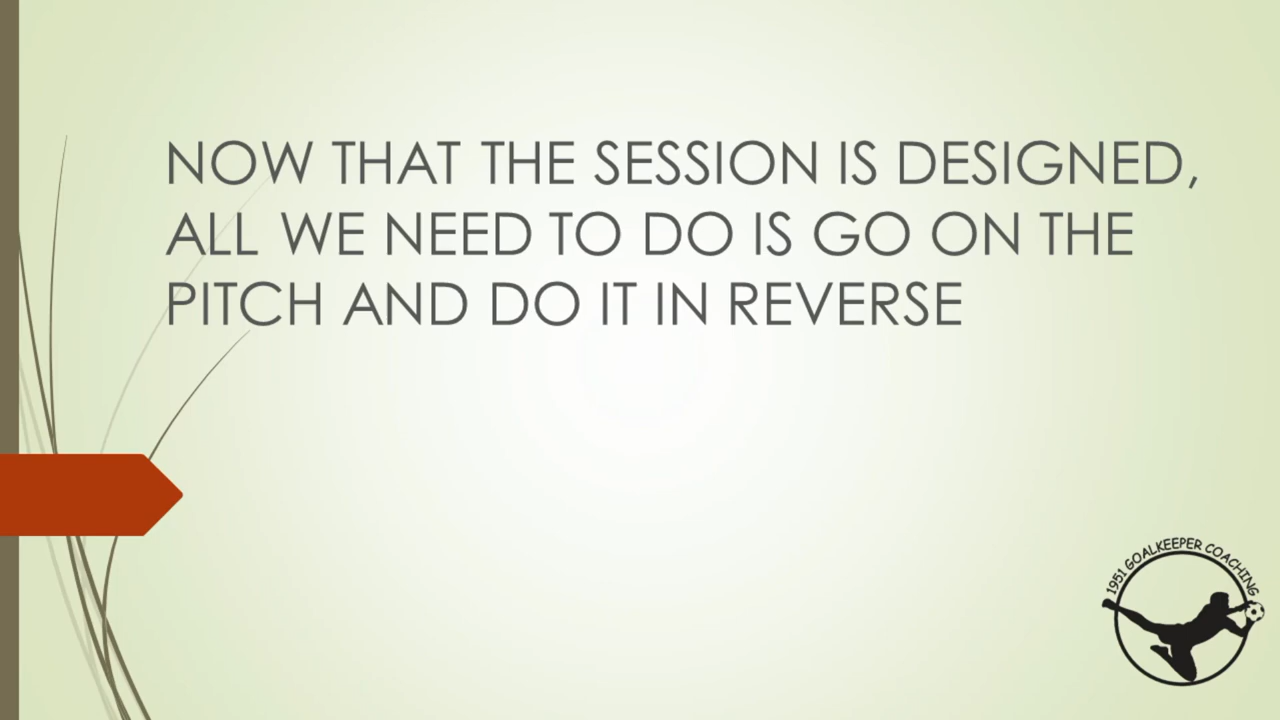 NOW THAT THE SESSION IS DESIGNED,
ALL WE NEED TO DO IS GO ON THE
PITCH AND DO IT IN REVERSE
1951 GOALKEEPER COACHING